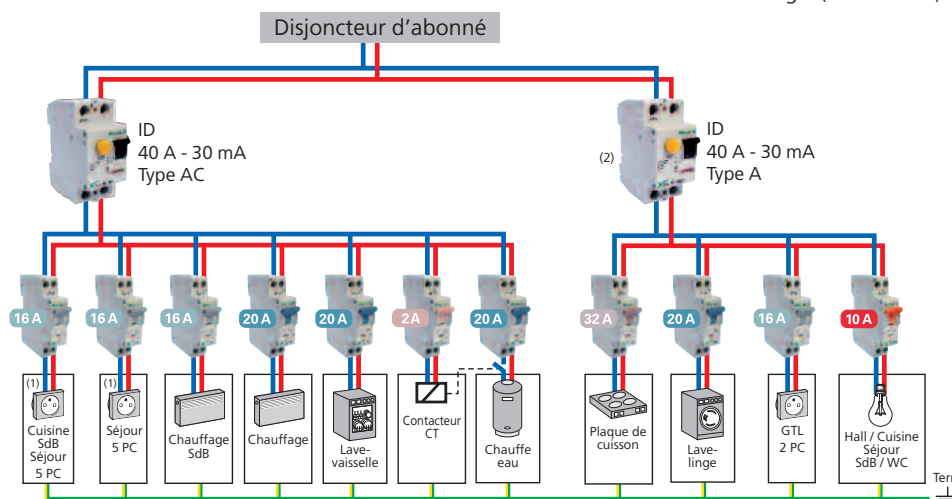 Disjoncteur d'abonné
ID
40 A - 30 mA
Type AC
(2)
ID
40 A - 30 mA
Type A
16 A
16 A
16 A
20 A
20 A
2 A
20 A
32 A
20 A
16 A
10 A
(1)
Cuisine
SdB
Séjour
5 PC
(1)
Séjour
5 PC
Chauffage
SdB
Chauffage
Lave-
vaisselle
Contacteur
CT
Chauffe
eau
Plaque de
cuisson
Lave-
linge
GTL
2 PC
Hall / Cuisine
Séjour
SdB / WC